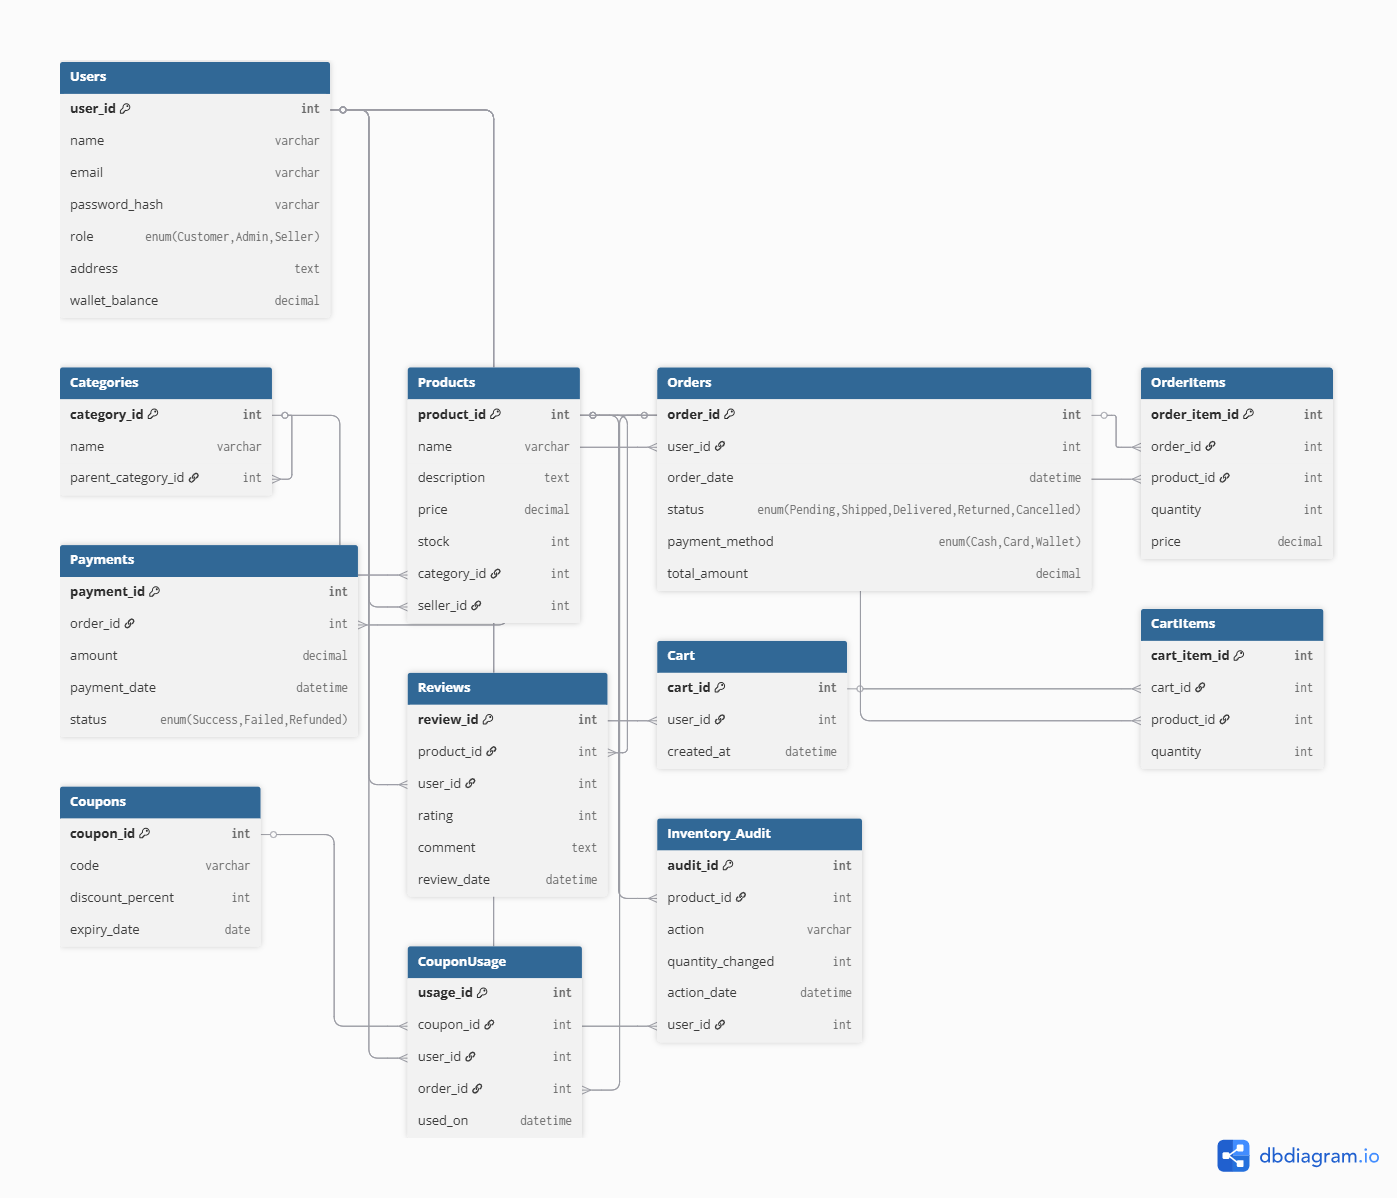 Users
user_id int
name varchar
email varchar
password_hash varchar
role enum(Customer,Admin,Seller)
address text
wallet_balance decimal
Categories
category_id int
name varchar
parent_category_id int
Products
product_id int
name varchar
description text
price decimal
stock int
category_id int
seller_id int
Orders
order_id int
user_id int
order_date datetime
status enum(Pending,Shipped,Delivered,Returned,Cancelled)
payment_method enum(Cash,Card,Wallet)
total_amount decimal
OrderItems
order_item_id int
order_id int
product_id int
quantity int
price decimal
Payments
payment_id int
order_id int
amount decimal
payment_date datetime
status enum(Success,Failed,Refunded)
Reviews
review_id int
product_id int
user_id int
rating int
comment text
review_date datetime
Cart
cart_id int
user_id int
created_at datetime
CartItems
cart_item_id int
cart_id int
product_id int
quantity int
Coupons
coupon_id int
code varchar
discount_percent int
expiry_date date
CouponUsage
usage_id int
coupon_id int
user_id int
order_id int
used_on datetime
Inventory_Audit
audit_id int
product_id int
action varchar
quantity_changed int
action_date datetime
user_id int
dbdiagram.io